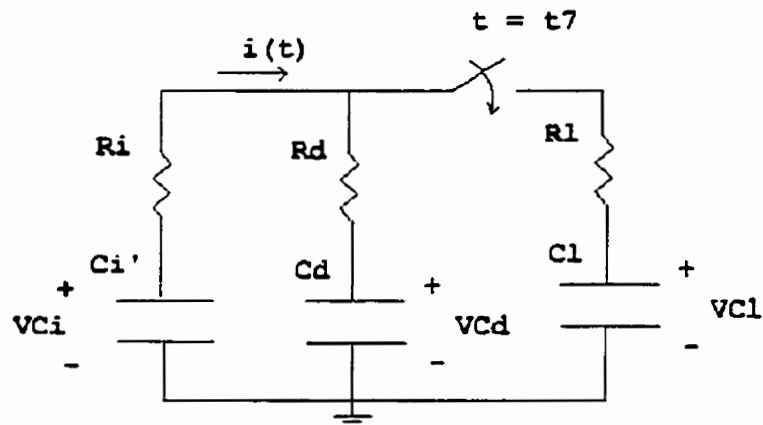 t = t7
i(t)
Ri
Rd
Rl
Ci'
Cd
Cl
+
VCi
-
+
VCd
-
+
VCl
-